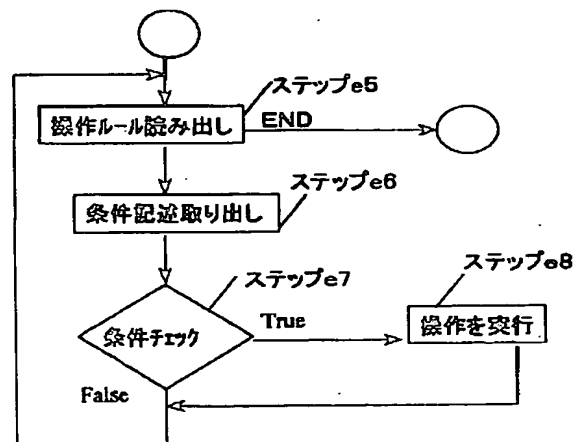 ステップe5
操作ルール読み出し
END
ステップe6
条件記述取り出し
ステップe7
ステップe8
条件チェック
True
操作を実行
False